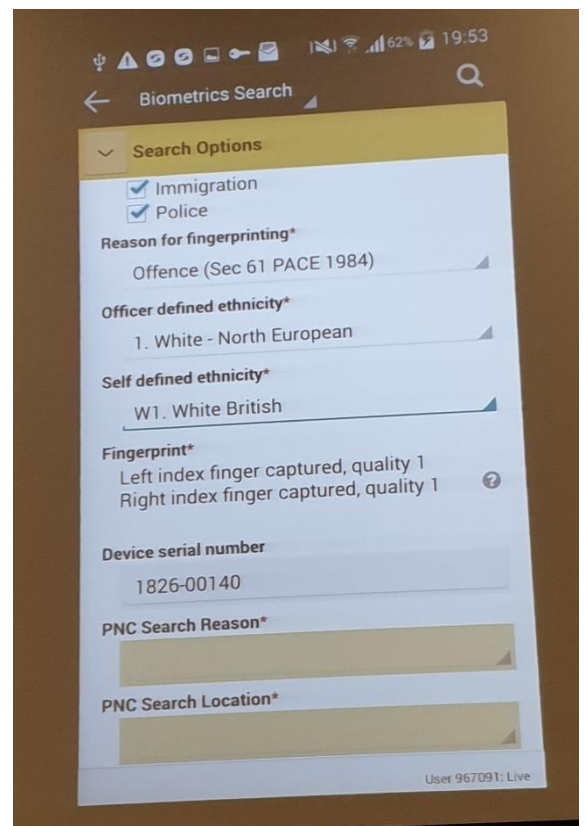 62% 19:53
Biometrics Search
Search Options
Immigration
Police
Reason for fingerprinting*
Offence (Sec 61 PACE 1984)
Officer defined ethnicity*
1. White - North European
Self defined ethnicity*
W1. White British
Fingerprint*
Left index finger captured, quality 1
Right index finger captured, quality 1
Device serial number
1826-00140
PNC Search Reason*
PNC Search Location*
User 967091: Live